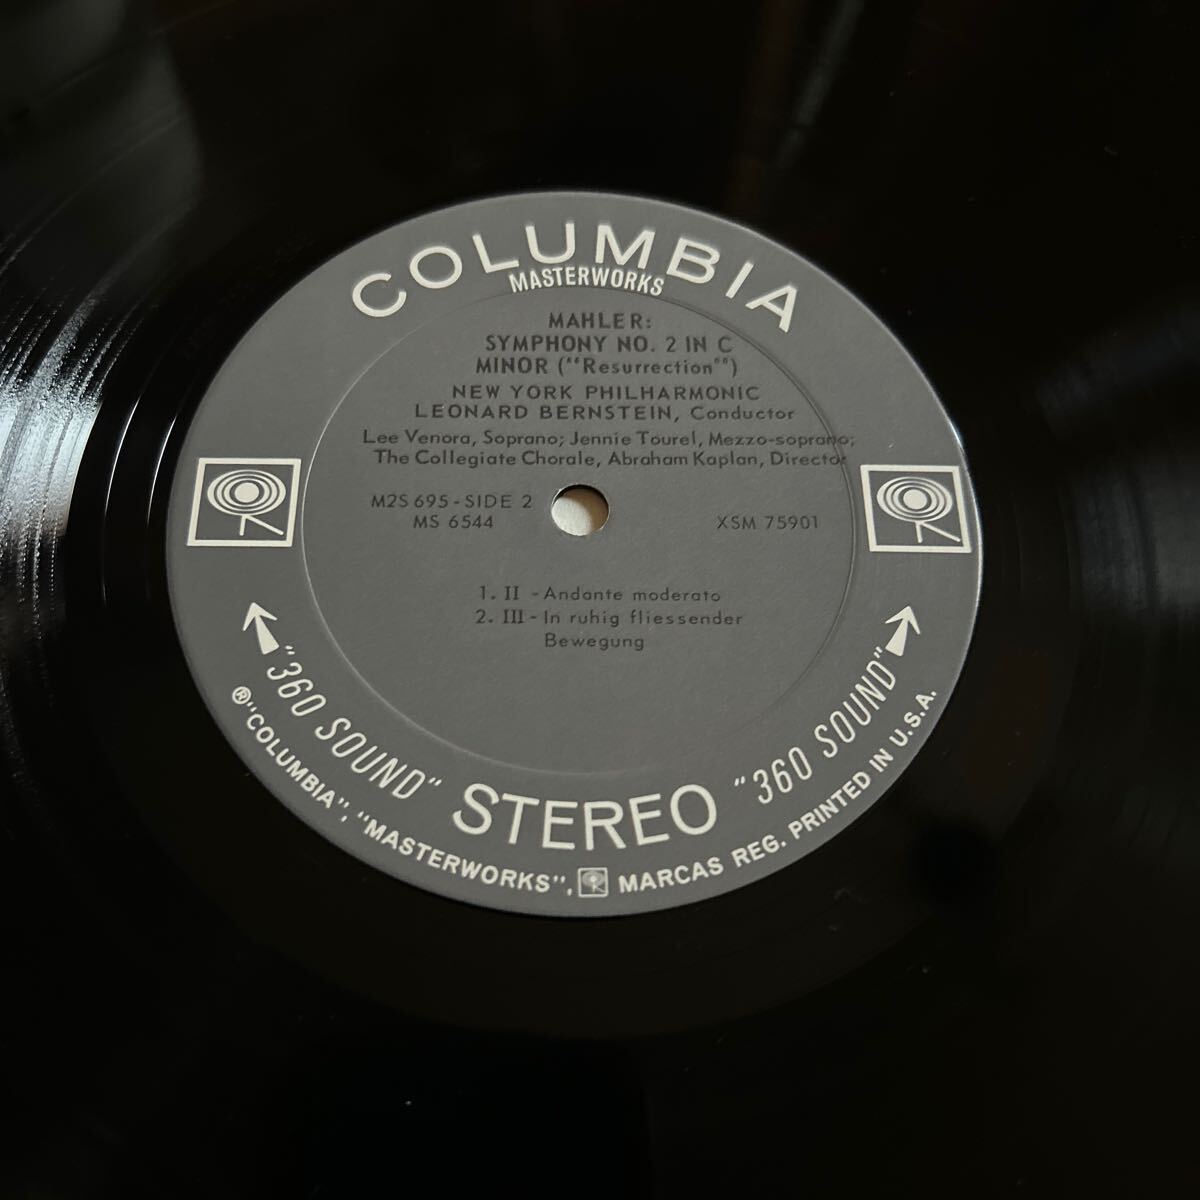 COLUMBIA
MASTERWORKS
MAHLER:
SYMPHONY NO. 2 IN C
MINOR (""Resurrection"")
NEW YORK PHILHARMONIC
LEONARD BERNSTEIN, Conductor
Lee Venora, Soprano; Jennie Tourel, Mezzo-soprano;
The Collegiate Chorale, Abraham Kaplan, Director
M2S 695 - SIDE 2
MS 6544
XSM 75901
1. II - Andante moderato
2. III - In ruhig fliessender
Bewegung
"360 SOUND" STEREO "360 SOUND"
® "COLUMBIA", "MASTERWORKS", MARCAS REG. PRINTED IN U.S.A.